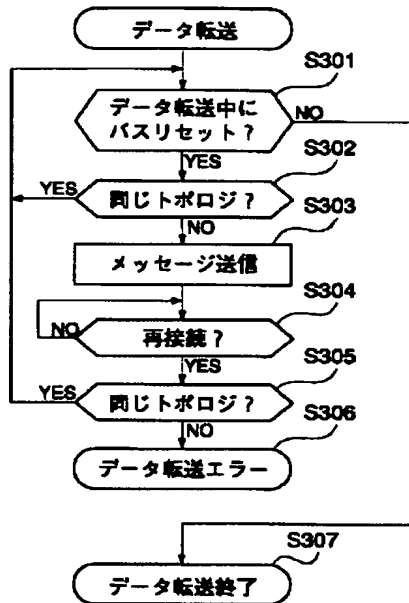 データ転送
S301
データ転送中に
バスリセット？
NO
YES
S302
YES
同じトポロジ？
NO
S303
メッセージ送信
S304
NO
再接続？
YES
S305
YES
同じトポロジ？
NO
S306
データ転送エラー
S307
データ転送終了